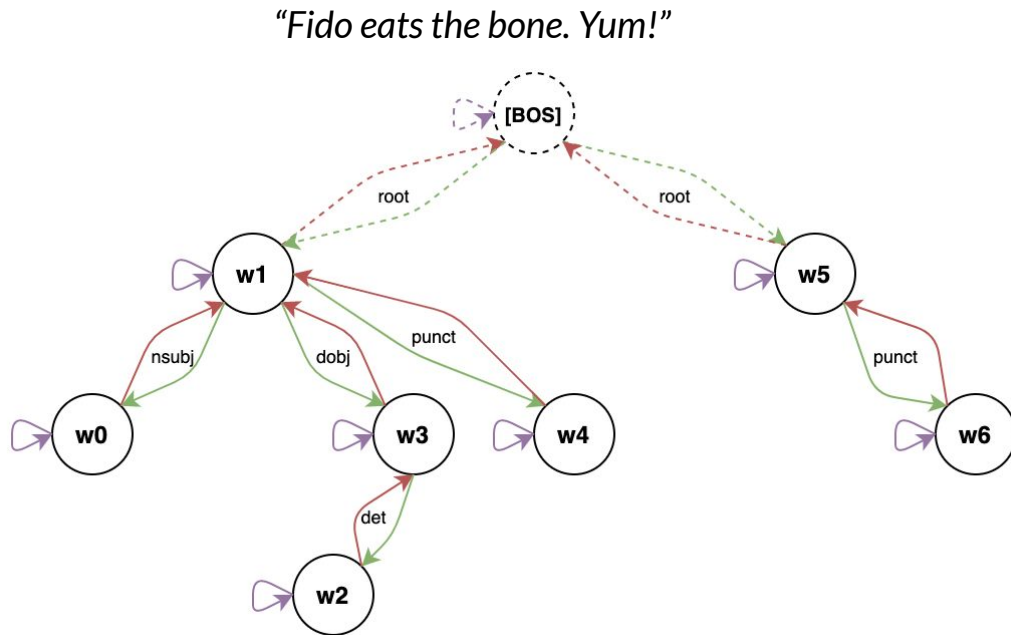 “Fido eats the bone. Yum!”
[BOS]
root
root
w1
w5
nsubj
dobj
punct
punct
w0
w3
w4
w6
det
w2